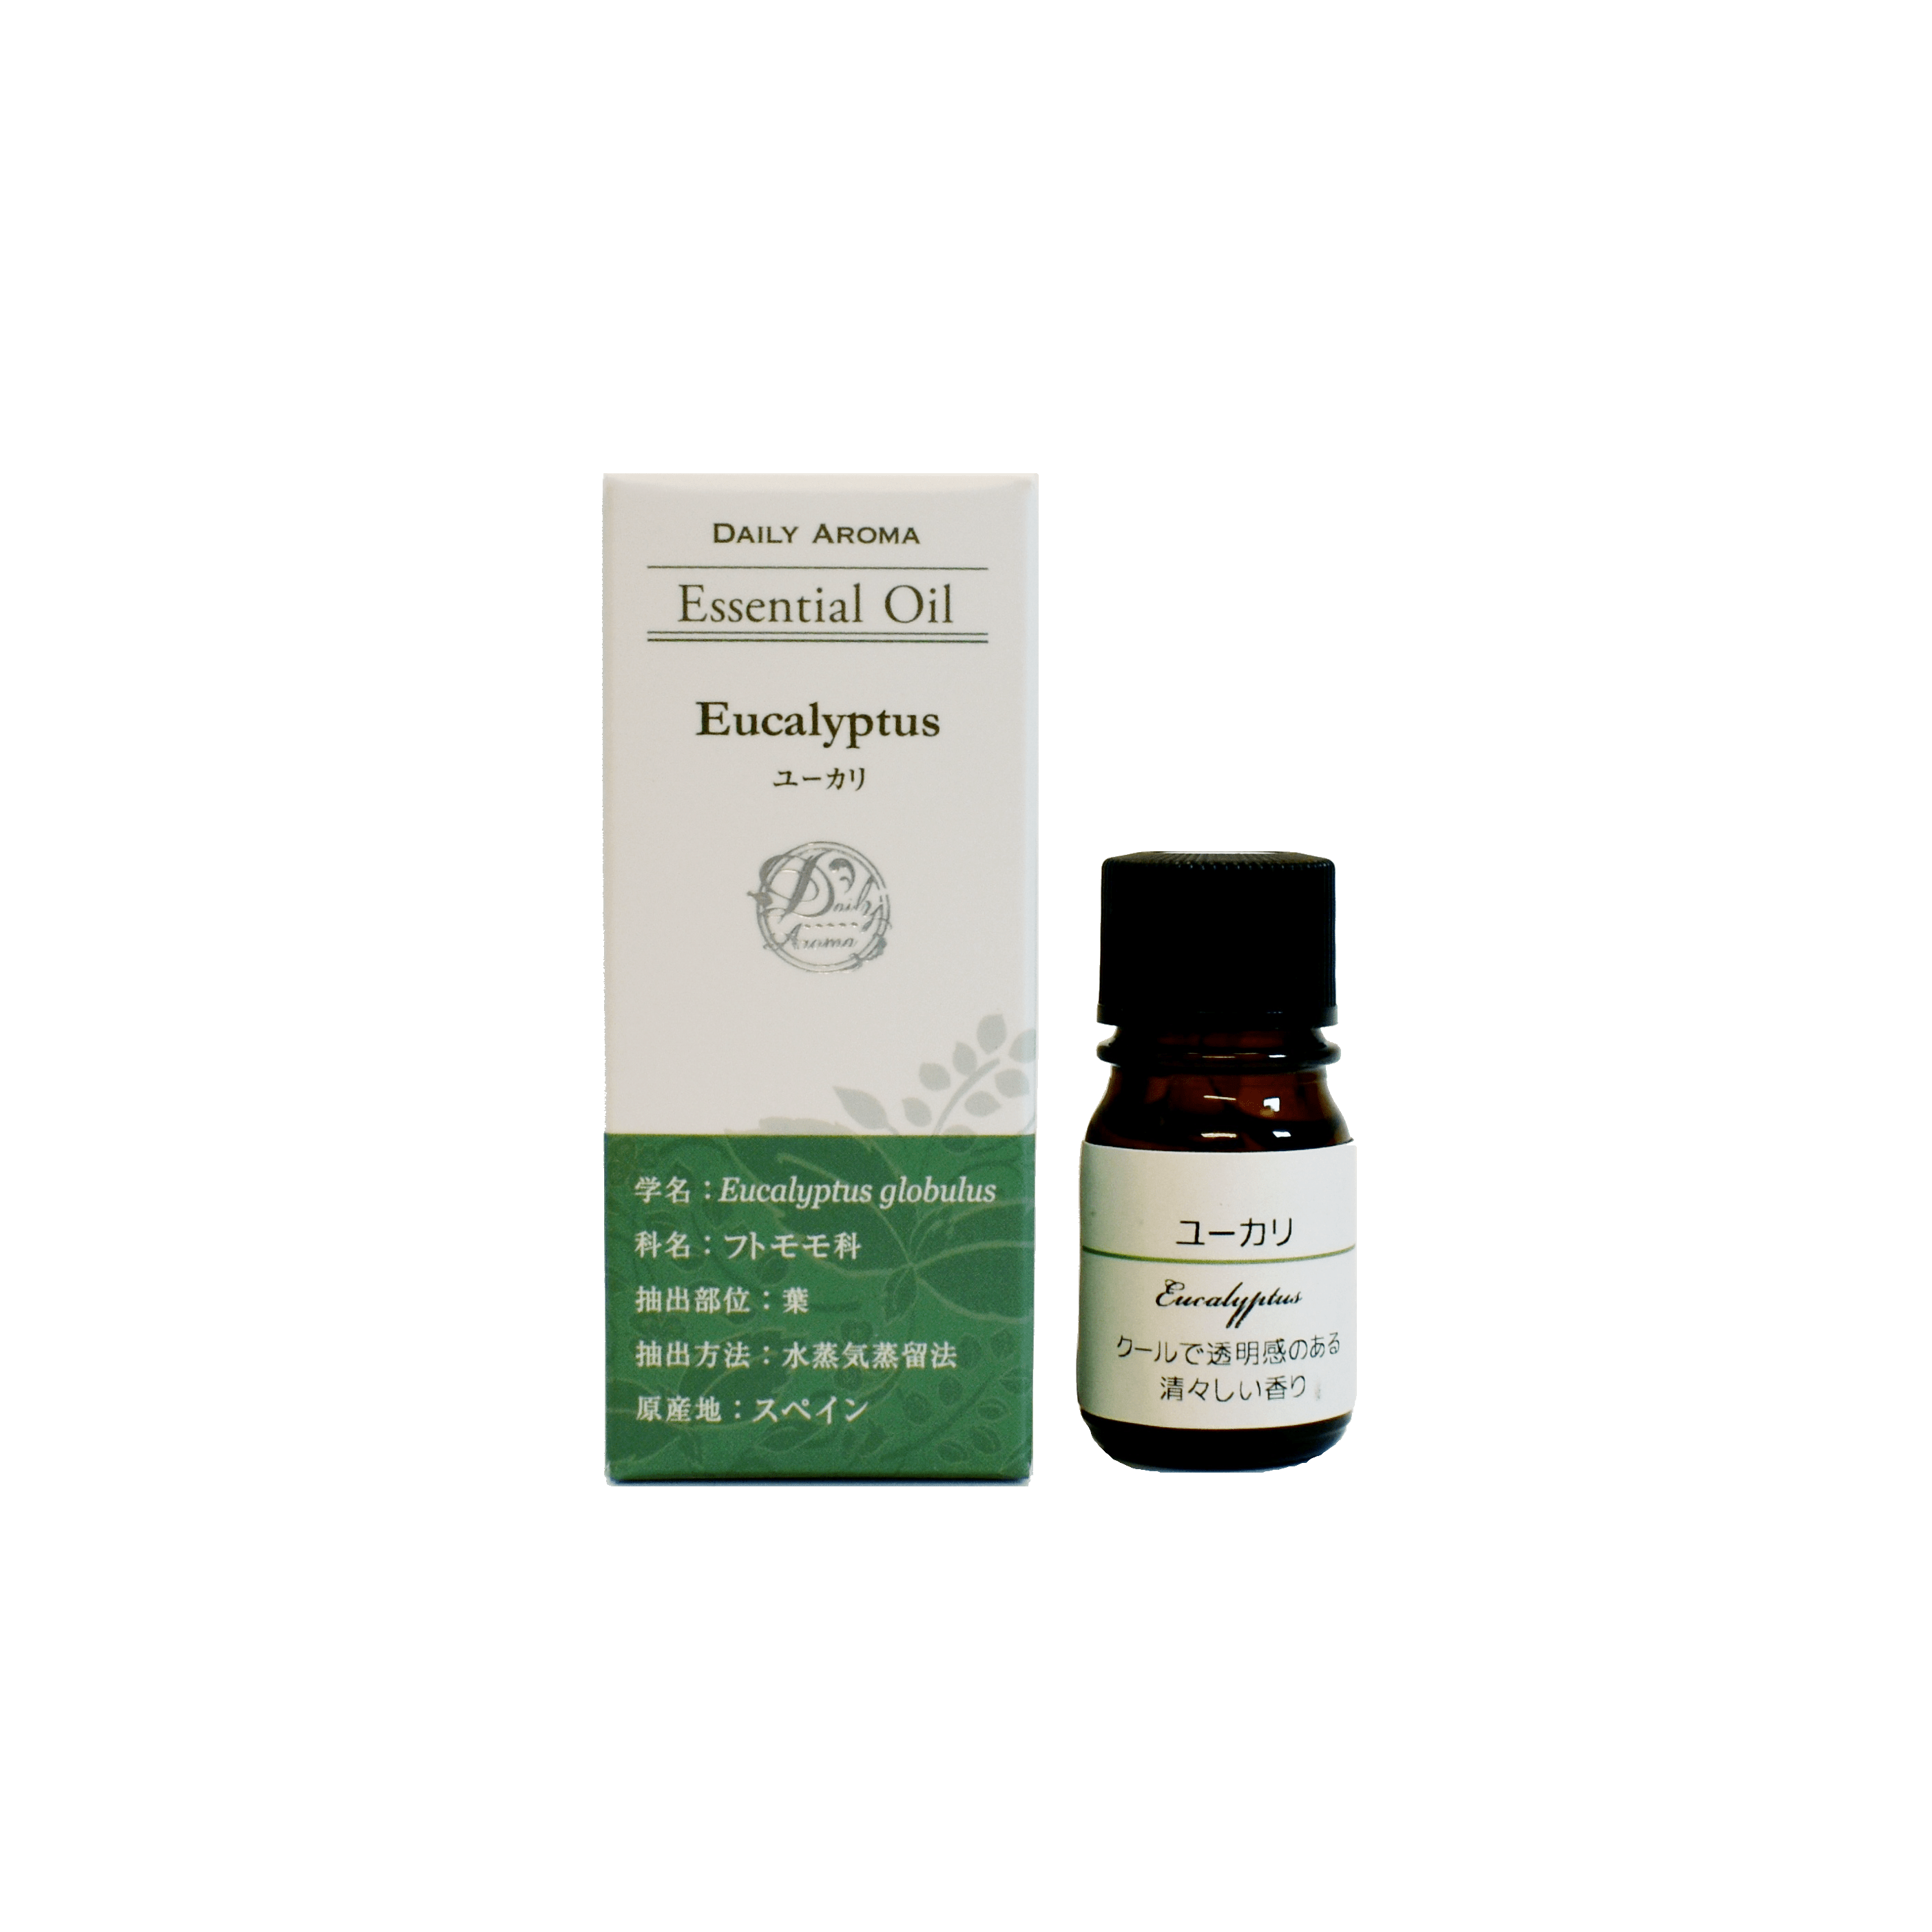 DAILY AROMA
Essential Oil
Eucalyptus
ユーカリ
Daily
Aroma
学名：Eucalyptus globulus
科名：フトモモ科
抽出部位：葉
抽出方法：水蒸気蒸留法
原産地：スペイン
ユーカリ
Eucalyptus
クールで透明感のある
清々しい香り